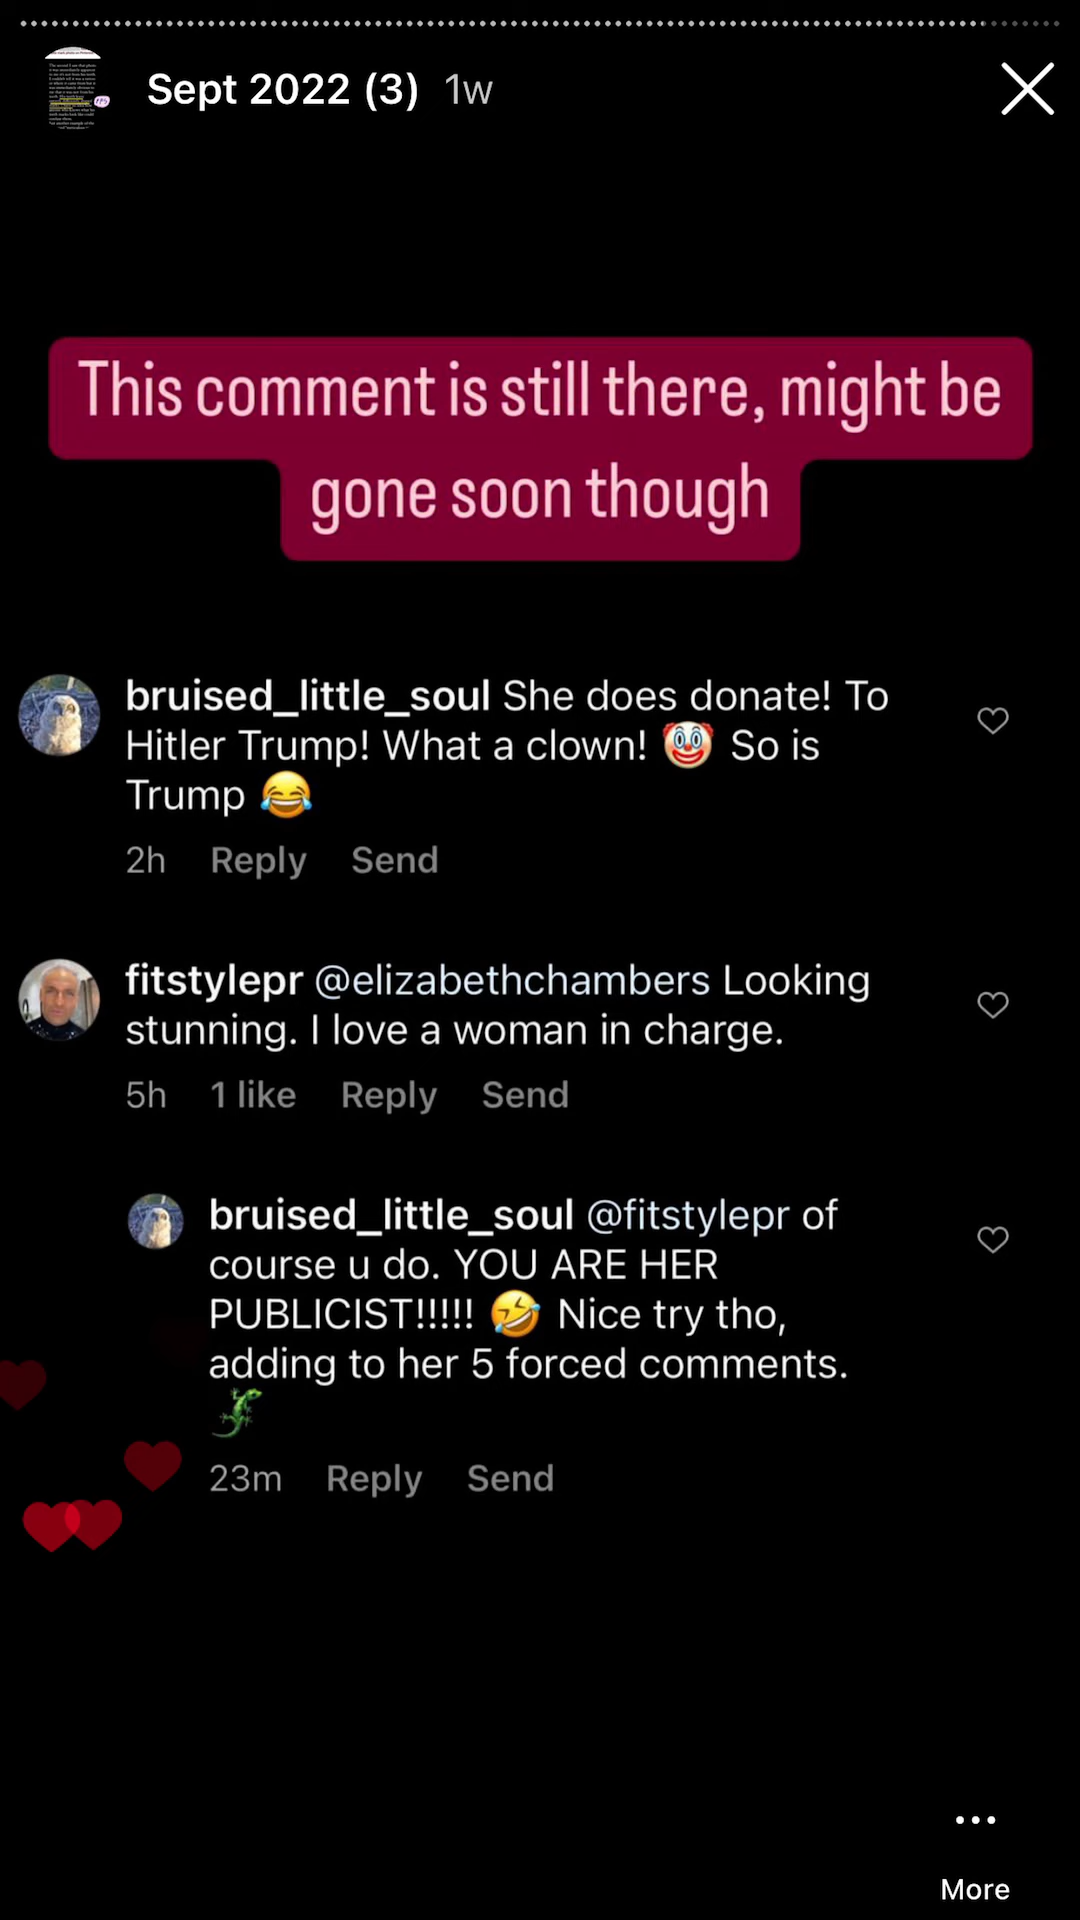 Sept 2022 (3) 1w
This comment is still there, might be
gone soon though
bruised_little_soul She does donate! To
Hitler Trump! What a clown! 🤡 So is
Trump 😂
2h Reply Send
fitstylepr @elizabethchambers Looking
stunning. I love a woman in charge.
5h 1 like Reply Send
bruised_little_soul @fitstylepr of
course u do. YOU ARE HER
PUBLICIST!!!!! 🤣 Nice try tho,
adding to her 5 forced comments.
🦎
23m Reply Send
More